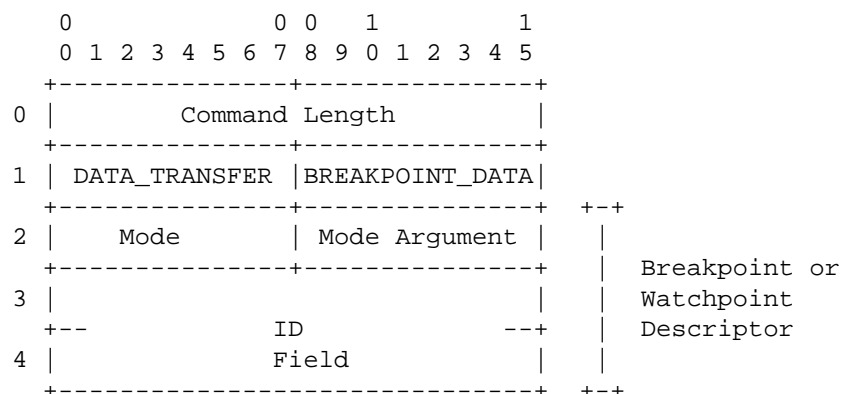 0 0 0 1 1
0 1 2 3 4 5 6 7 8 9 0 1 2 3 4 5
+---------------+---------------+
0 | Command Length |
+---------------+---------------+
1 | DATA_TRANSFER |BREAKPOINT_DATA|
+---------------+---------------+ +-+
2 | Mode | Mode Argument | |
+---------------+---------------+ | Breakpoint or
3 | | | Watchpoint
+-- ID --+ | Descriptor
4 | Field | |
+-------------------------------+ +-+